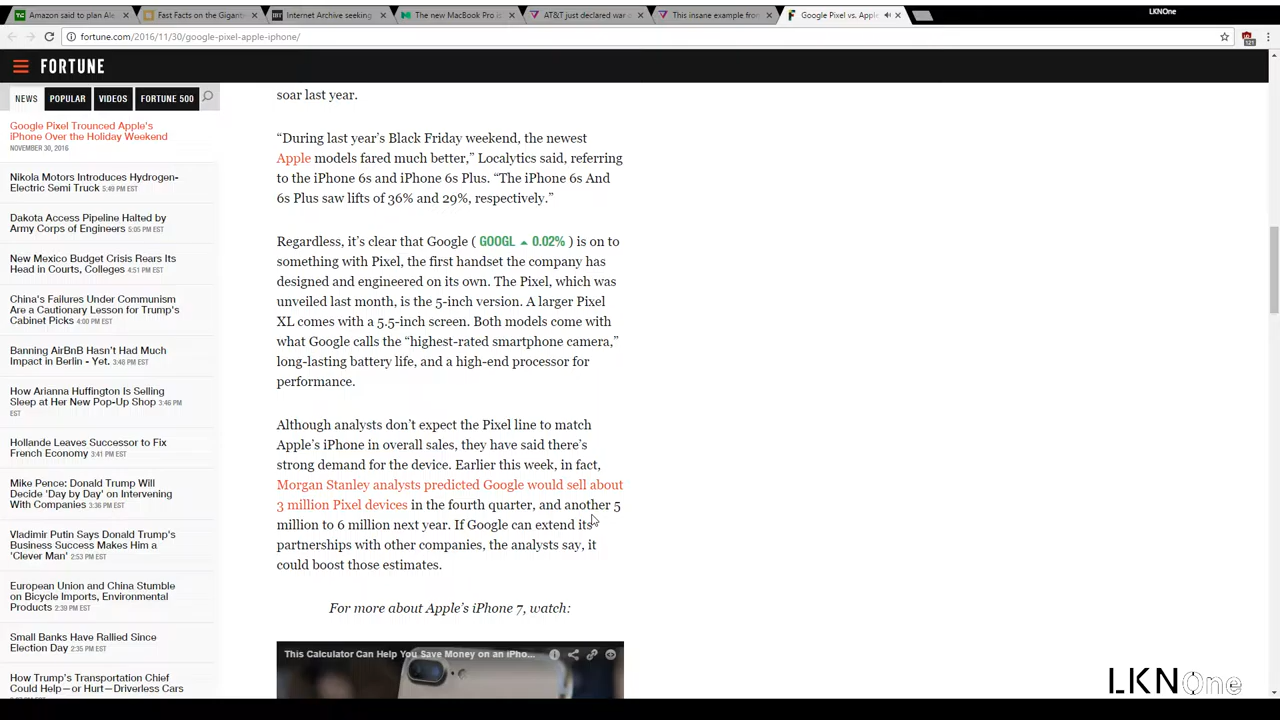 Amazon said to plan Ale
Fast Facts on the Gigant
Internet Archive seeking
The new MacBook Pro is
AT&T just declared war
This insane example from
Google Pixel vs. Apple
LKNOne
fortune.com/2016/11/30/google-pixel-apple-iphone/
121
FORTUNE
NEWS
POPULAR
VIDEOS
FORTUNE 500
Google Pixel Trounced Apple's
iPhone Over the Holiday Weekend
NOVEMBER 30, 2016
Nikola Motors Introduces Hydrogen-
Electric Semi Truck 5:49 PM EST
Dakota Access Pipeline Halted by
Army Corps of Engineers 5:05 PM EST
New Mexico Budget Crisis Rears Its
Head in Courts, Colleges 4:51 PM EST
China's Failures Under Communism
Are a Cautionary Lesson for Trump's
Cabinet Picks 4:00 PM EST
Banning AirBnB Hasn't Had Much
Impact in Berlin - Yet. 3:48 PM EST
How Arianna Huffington Is Selling
Sleep at Her New Pop-Up Shop 3:46 PM
EST
Hollande Leaves Successor to Fix
French Economy 3:41 PM EST
Mike Pence: Donald Trump Will
Decide 'Day by Day' on Intervening
With Companies 3:36 PM EST
Vladimir Putin Says Donald Trump's
Business Success Makes Him a
'Clever Man' 2:53 PM EST
European Union and China Stumble
on Bicycle Imports, Environmental
Products 2:39 PM EST
Small Banks Have Rallied Since
Election Day 2:35 PM EST
How Trump's Transportation Chief
Could Help—or Hurt—Driverless Cars
soar last year.
“During last year’s Black Friday weekend, the newest
Apple models fared much better,” Localytics said, referring
to the iPhone 6s and iPhone 6s Plus. “The iPhone 6s And
6s Plus saw lifts of 36% and 29%, respectively.”
Regardless, it’s clear that Google ( GOOGL 0.02% ) is on to
something with Pixel, the first handset the company has
designed and engineered on its own. The Pixel, which was
unveiled last month, is the 5-inch version. A larger Pixel
XL comes with a 5.5-inch screen. Both models come with
what Google calls the “highest-rated smartphone camera,”
long-lasting battery life, and a high-end processor for
performance.
Although analysts don’t expect the Pixel line to match
Apple’s iPhone in overall sales, they have said there’s
strong demand for the device. Earlier this week, in fact,
Morgan Stanley analysts predicted Google would sell about
3 million Pixel devices in the fourth quarter, and another 5
million to 6 million next year. If Google can extend its
partnerships with other companies, the analysts say, it
could boost those estimates.
For more about Apple’s iPhone 7, watch:
This Calculator Can Help You Save Money on an iPho...
LKNOne